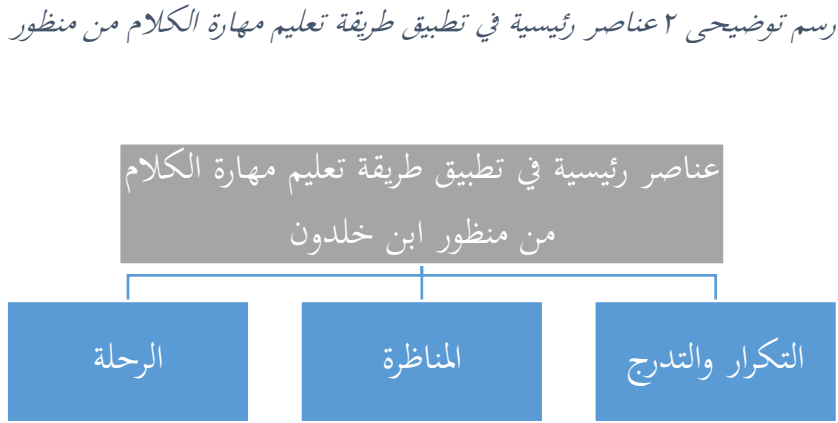 رسم توضيحى ٢ عناصر رئيسية في تطبيق طريقة تعليم مهارة الكلام من منظور
عناصر رئيسية في تطبيق طريقة تعليم مهارة الكلام
من منظور ابن خلدون
التكرار والتدرج
المناظرة
الرحلة